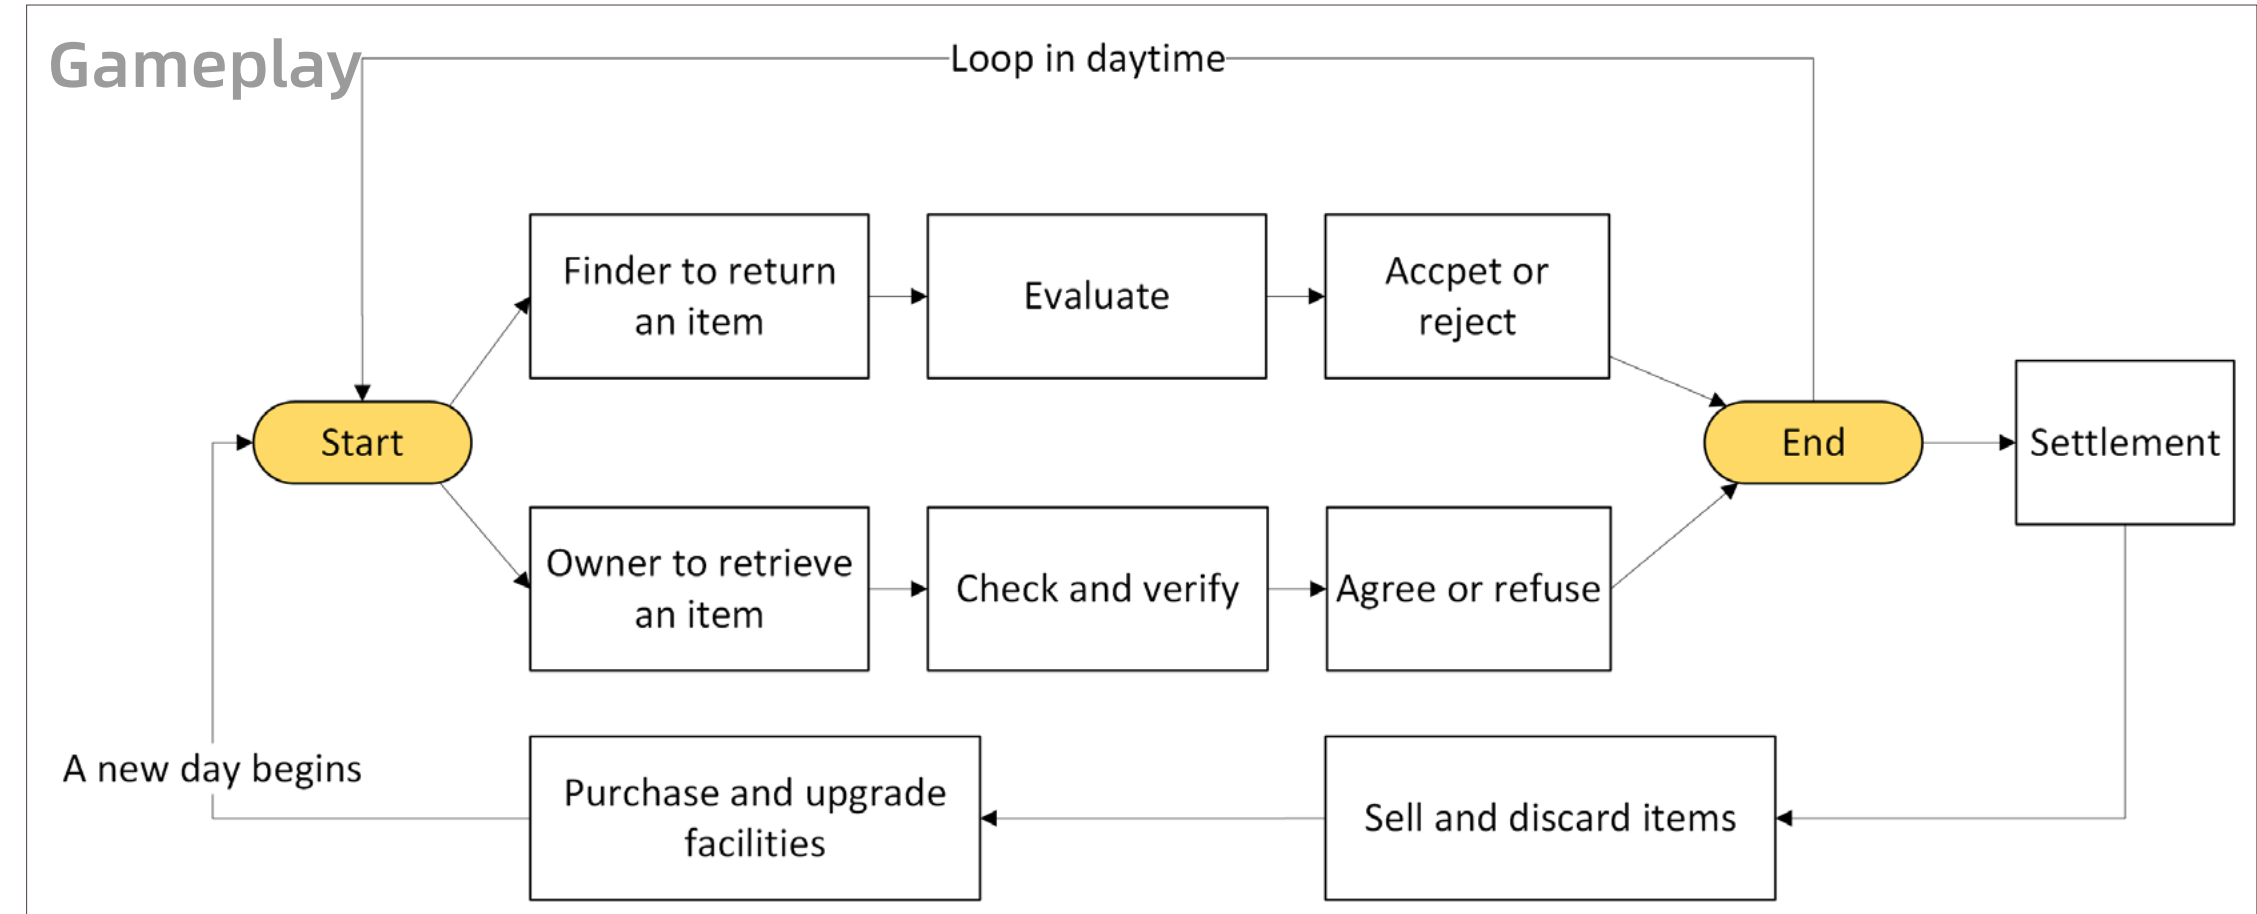 Gameplay
Loop in daytime
Finder to return
an item
Evaluate
Accpet or
reject
Start
End
Settlement
Owner to retrieve
an item
Check and verify
Agree or refuse
A new day begins
Purchase and upgrade
facilities
Sell and discard items